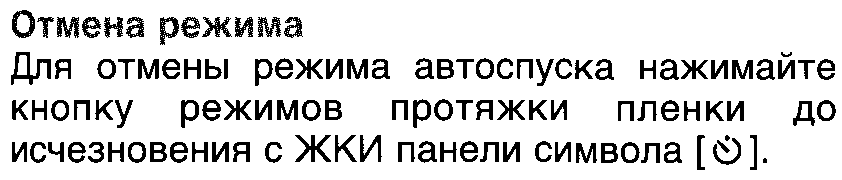 Отмена режима
Для отмены режима автоспуска нажимайте
кнопку режимов протяжки пленки до
исчезновения с ЖКИ панели символа [⏱].